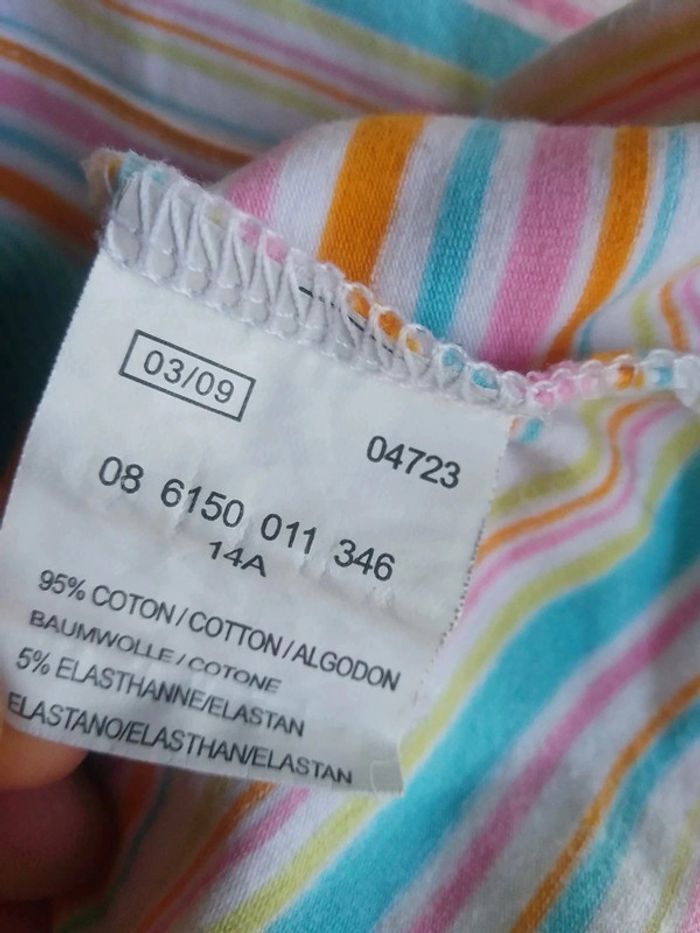 03/09
04723
08 6150 011 346
14A
95% COTON/COTTON/ALGODON
BAUMWOLLE/COTONE
5% ELASTHANNE/ELASTAN
ELASTANO/ELASTHAN/ELASTAN